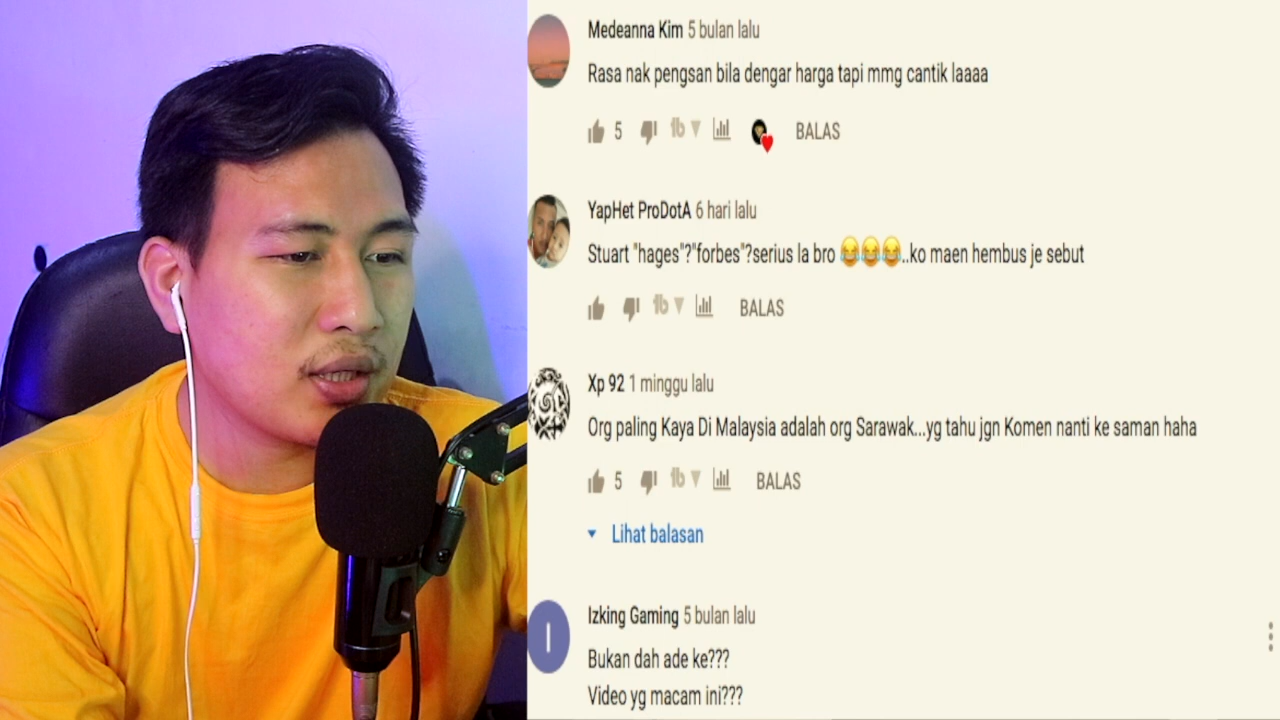 Medeanna Kim 5 bulan lalu
Rasa nak pengsan bila dengar harga tapi mmg cantik laaaa
5 BALAS
YapHet ProDotA 6 hari lalu
Stuart "hages"?"forbes"?serius la bro 😂😂😂..ko maen hembus je sebut
BALAS
Xp 92 1 minggu lalu
Org paling Kaya Di Malaysia adalah org Sarawak...yg tahu jgn Komen nanti ke saman haha
5 BALAS
Lihat balasan
I
Izking Gaming 5 bulan lalu
Bukan dah ade ke???
Video yg macam ini???